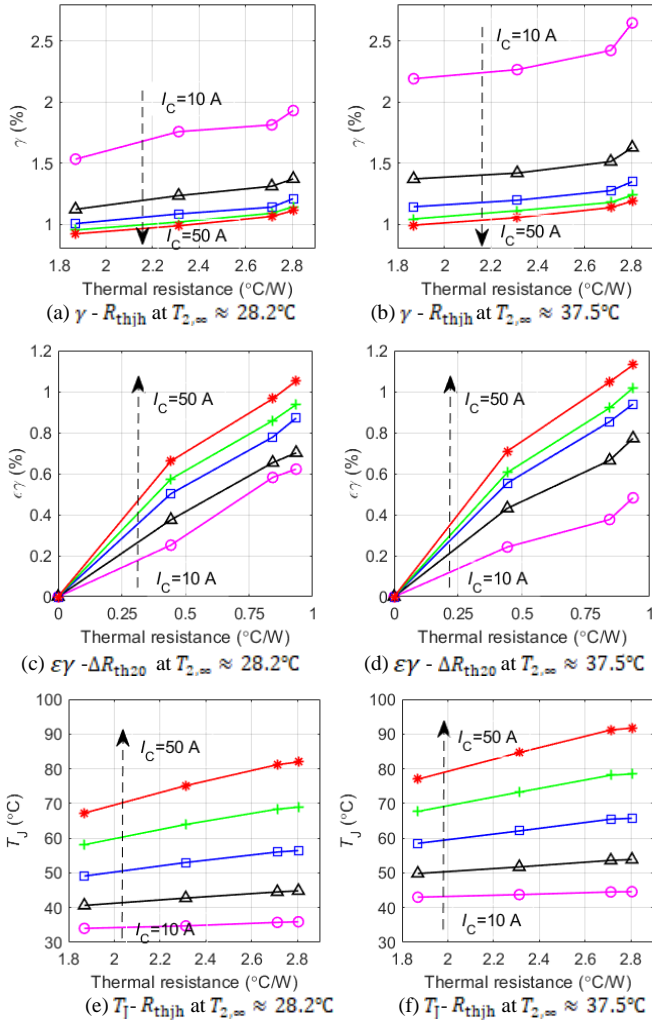 2.5
2
1.5
1
γ (%)
I_C=10 A
I_C=50 A
1.8 2 2.2 2.4 2.6 2.8
Thermal resistance (°C/W)
(a) γ - R_thjh at T_2,∞ ≈ 28.2℃
2.5
2
1.5
1
γ (%)
I_C=10 A
I_C=50 A
1.8 2 2.2 2.4 2.6 2.8
Thermal resistance (°C/W)
(b) γ - R_thjh at T_2,∞ ≈ 37.5℃
1.2
1
0.8
0.6
0.4
0.2
0
ϵγ (%)
I_C=50 A
I_C=10 A
0 0.25 0.5 0.75 1
Thermal resistance (°C/W)
(c) εγ -ΔR_th20 at T_2,∞ ≈ 28.2℃
1.2
1
0.8
0.6
0.4
0.2
0
ϵγ (%)
I_C=50 A
I_C=10 A
0 0.25 0.5 0.75 1
Thermal resistance (°C/W)
(d) εγ - ΔR_th20 at T_2,∞ ≈ 37.5℃
100
90
80
70
60
50
40
30
T_J (°C)
I_C=50 A
I_C=10 A
1.8 2 2.2 2.4 2.6 2.8
Thermal resistance (°C/W)
(e) T_J- R_thjh at T_2,∞ ≈ 28.2℃
100
90
80
70
60
50
40
30
T_J (°C)
I_C=50 A
I_C=10 A
1.8 2 2.2 2.4 2.6 2.8
Thermal resistance (°C/W)
(f) T_J- R_thjh at T_2,∞ ≈ 37.5℃